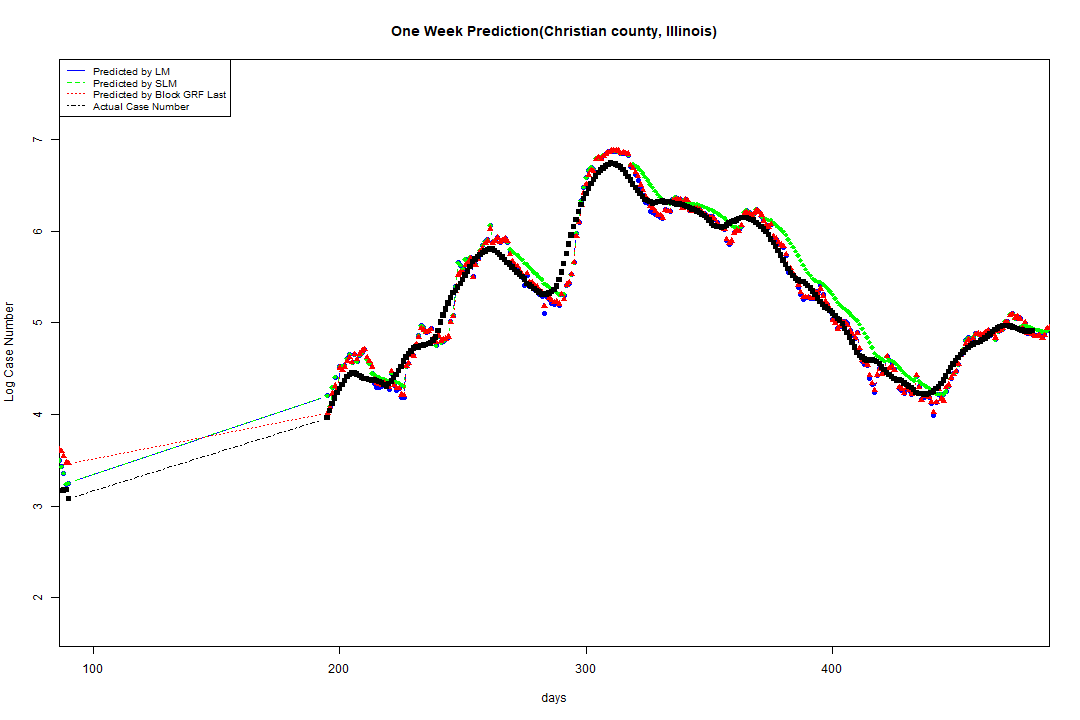 One Week Prediction(Christian county, Illinois)
Predicted by LM
Predicted by SLM
Predicted by Block GRF Last
Actual Case Number
7
6
5
4
3
2
Log Case Number
100 200 300 400
days